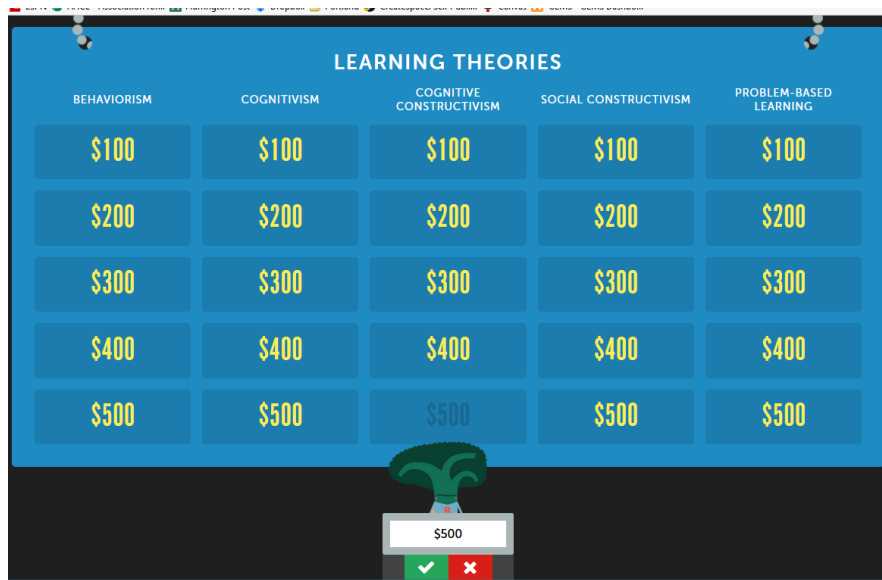 LEARNING THEORIES
BEHAVIORISM COGNITIVISM COGNITIVE CONSTRUCTIVISM SOCIAL CONSTRUCTIVISM PROBLEM-BASED LEARNING
$100 $100 $100 $100 $100
$200 $200 $200 $200 $200
$300 $300 $300 $300 $300
$400 $400 $400 $400 $400
$500 $500 $500 $500 $500
$500